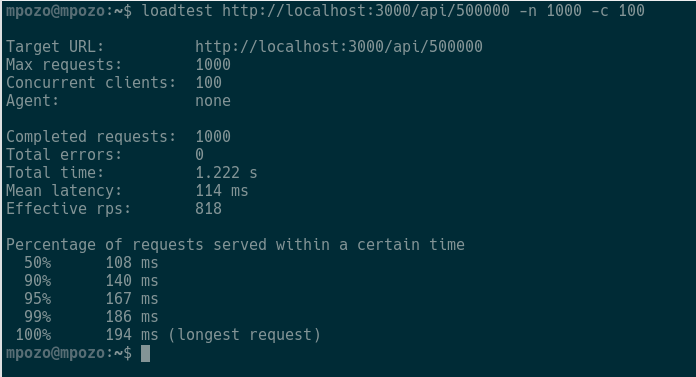 mpozo@mpozo:~$ loadtest http://localhost:3000/api/500000 -n 1000 -c 100
Target URL: http://localhost:3000/api/500000
Max requests: 1000
Concurrent clients: 100
Agent: none
Completed requests: 1000
Total errors: 0
Total time: 1.222 s
Mean latency: 114 ms
Effective rps: 818
Percentage of requests served within a certain time
50% 108 ms
90% 140 ms
95% 167 ms
99% 186 ms
100% 194 ms (longest request)
mpozo@mpozo:~$